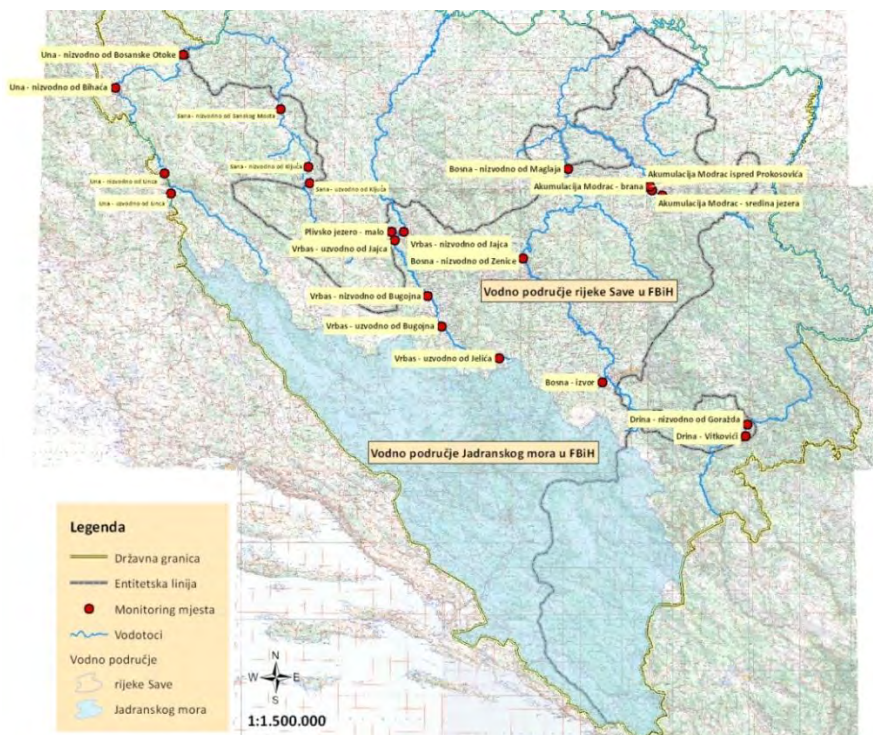 Una - nizvodno od Bosanske Otoke
Una - nizvodno od Bihaća
Sana - nizvodno od Sanskog Mosta
Sana - nizvodno od Ključa
Sana - uzvodno od Ključa
Una - nizvodno od Unca
Una - uzvodno od Unca
Bosna - nizvodno od Maglaja
Akumulacija Modrac ispred Prokosovića
Akumulacija Modrac - brana
Akumulacija Modrac - sredina jezera
Plivsko jezero - malo
Vrbas - uzvodno od Jajca
Vrbas - nizvodno od Jajca
Bosna - nizvodno od Zenice
Vodno područje rijeke Save u FBiH
Vrbas - nizvodno od Bugojna
Vrbas - uzvodno od Bugojna
Vrbas - uzvodno od Jelića
Bosna - izvor
Drina - nizvodno od Goražda
Drina - Vitkovići
Vodno područje Jadranskog mora u FBiH
Legenda
Državna granica
Entitetska linija
Monitoring mjesta
Vodotoci
Vodno područje
rijeke Save
Jadranskog mora
N
W E
S
1:1.500.000